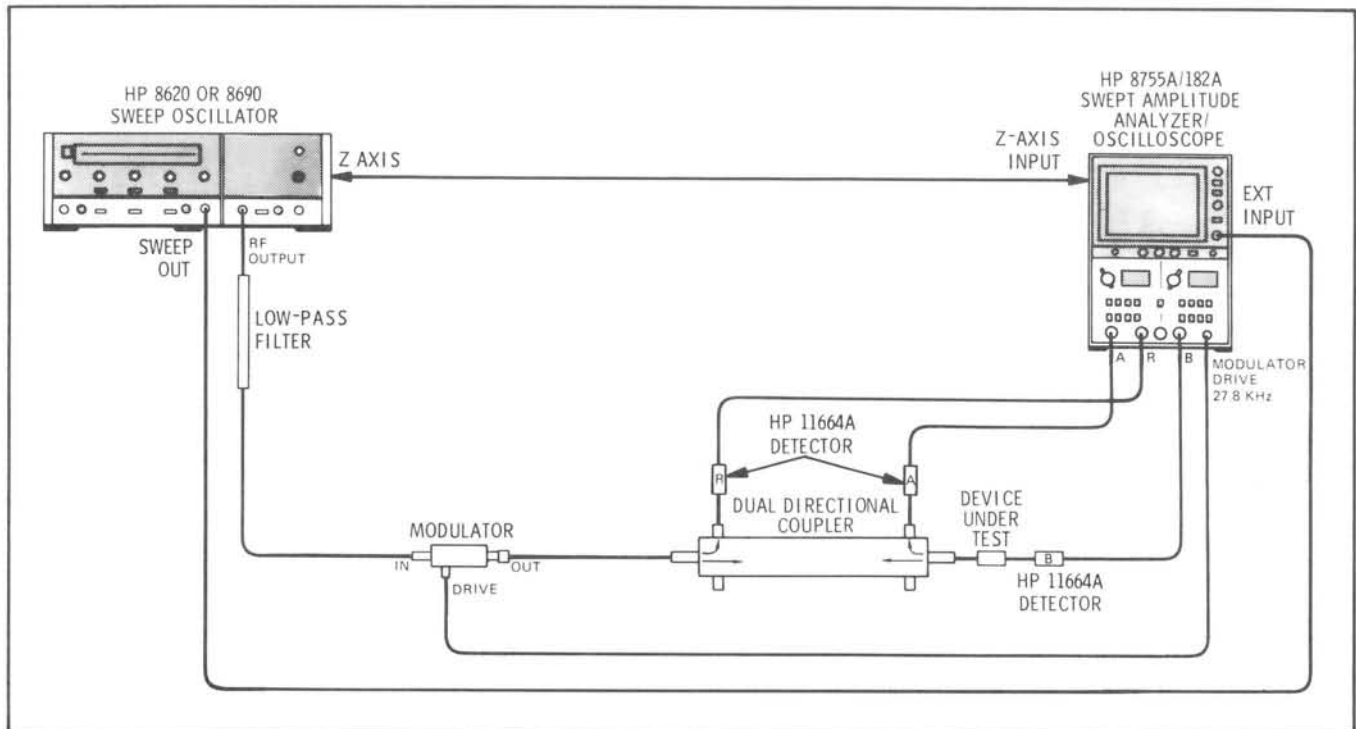 HP 8620 OR 8690
SWEEP OSCILLATOR
HP 8755A/182A
SWEPT AMPLITUDE
ANALYZER/
OSCILLOSCOPE
Z AXIS
Z-AXIS
INPUT
EXT
INPUT
SWEEP
OUT
RF
OUTPUT
LOW-PASS
FILTER
A
R
B
MODULATOR
DRIVE
27.8 KHz
HP 11664A
DETECTOR
R
A
DUAL DIRECTIONAL
COUPLER
DEVICE
UNDER
TEST
MODULATOR
IN
OUT
DRIVE
B
HP 11664A
DETECTOR